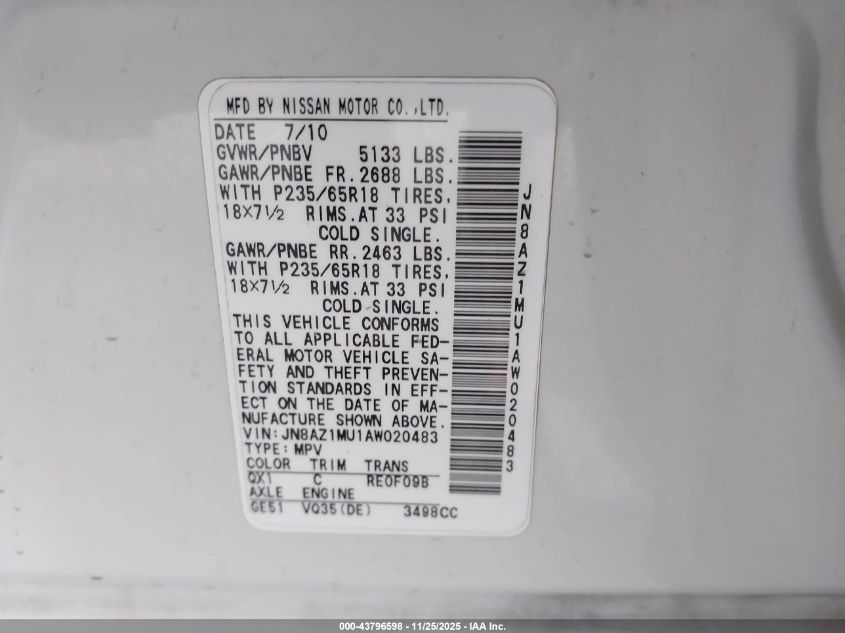 MFD BY NISSAN MOTOR CO.,LTD.
DATE 7/10
GVWR/PNBV 5133 LBS.
GAWR/PNBE FR.2688 LBS.
WITH P235/65R18 TIRES,
18×7½ RIMS.AT 33 PSI
COLD SINGLE.
GAWR/PNBE RR.2463 LBS.
WITH P235/65R18 TIRES,
18×7½ RIMS.AT 33 PSI
COLD SINGLE.
THIS VEHICLE CONFORMS
TO ALL APPLICABLE FED-
ERAL MOTOR VEHICLE SA-
FETY AND THEFT PREVEN-
TION STANDARDS IN EFF-
ECT ON THE DATE OF MA-
NUFACTURE SHOWN ABOVE.
VIN:JN8AZ1MU1AW020483
TYPE:MPV
COLOR TRIM TRANS
QX1 C RE0F09B
AXLE ENGINE
GE51 VQ35(DE) 3498CC
JN8AZ1MU1AW020483
000-43796598 - 11/25/2025 - IAA Inc.